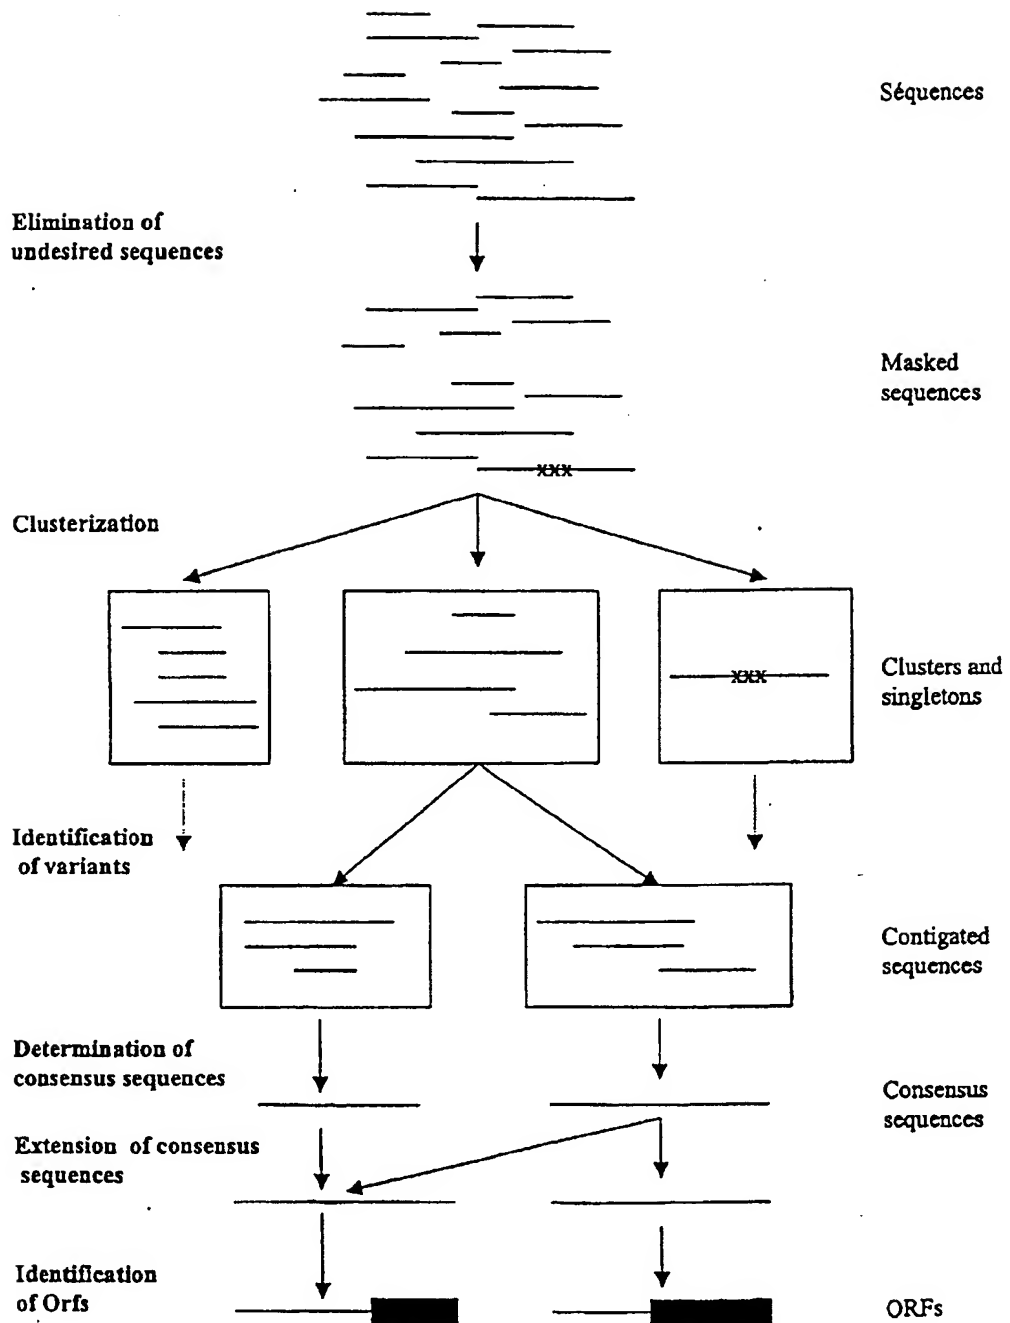 Séquences
Elimination of
undesired sequences
Masked
sequences
xxx
Clusterization
Clusters and
singletons
xxx
Identification
of variants
Contigated
sequences
Determination of
consensus sequences
Consensus
sequences
Extension of consensus
sequences
Identification
of Orfs
ORFs